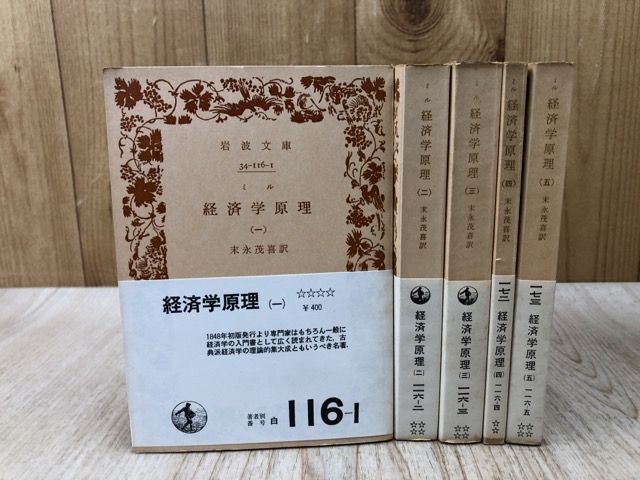 岩波文庫
34-116-1
ミル
経済学原理
(一)
末永茂喜訳
経済学原理 (一)
☆☆☆☆
¥400
1848年初版発行より専門家はもちろん一般に
経済学の入門書として広く読まれてきた、古
典派経済学の理論的集大成ともいうべき名著.
著者別
番号
白 116-1
ミル 経済学原理 (二) 末永茂喜訳
経済学原理 (二) 一一六-二
☆☆☆
ミル 経済学原理 (三) 末永茂喜訳
経済学原理 (三) 一一六-三
☆☆☆☆
ミル 経済学原理 (四) 末永茂喜訳
経済学原理 (四) 一一六-四
☆☆
ミル 経済学原理 (五) 末永茂喜訳
経済学原理 (五) 一一六-五
☆☆☆